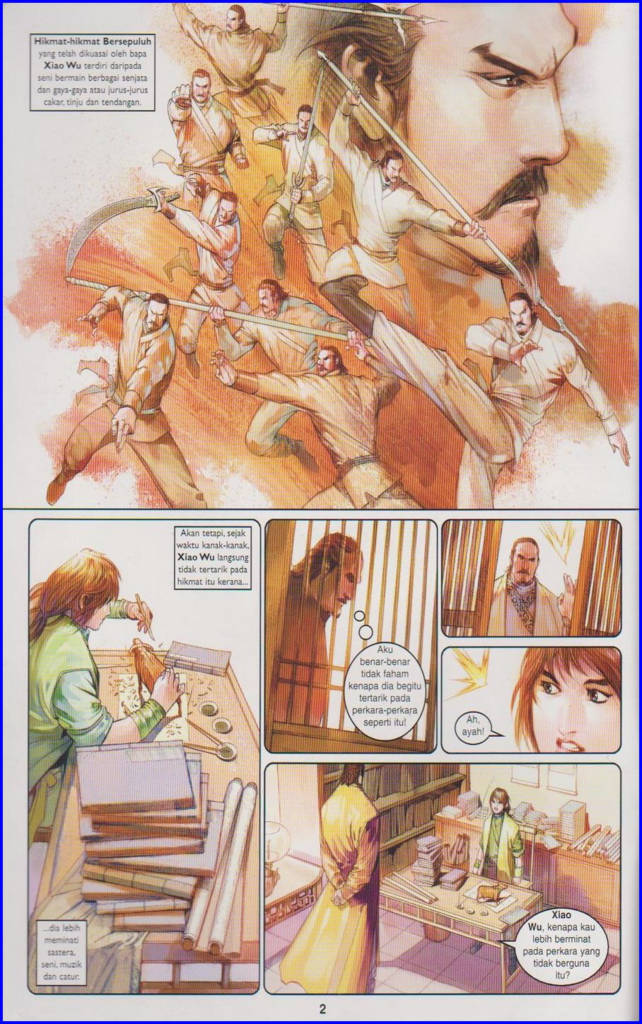 Hikmat-hikmat Bersepuluh
yang telah dikuasai oleh bapa
Xiao Wu terdiri daripada
seni bermain berbagai senjata
dan gaya-gaya atau jurus-jurus
cakar, tinju dan tendangan.
Akan tetapi, sejak
waktu kanak-kanak,
Xiao Wu langsung
tidak tertarik pada
hikmat itu kerana...
...dia lebih
meminati
sastera,
seni, muzik
dan catur.
Aku
benar-benar
tidak faham
kenapa dia begitu
tertarik pada
perkara-perkara
seperti itu!
Ah,
ayah!
Xiao
Wu, kenapa kau
lebih berminat
pada perkara yang
tidak berguna
itu?
2